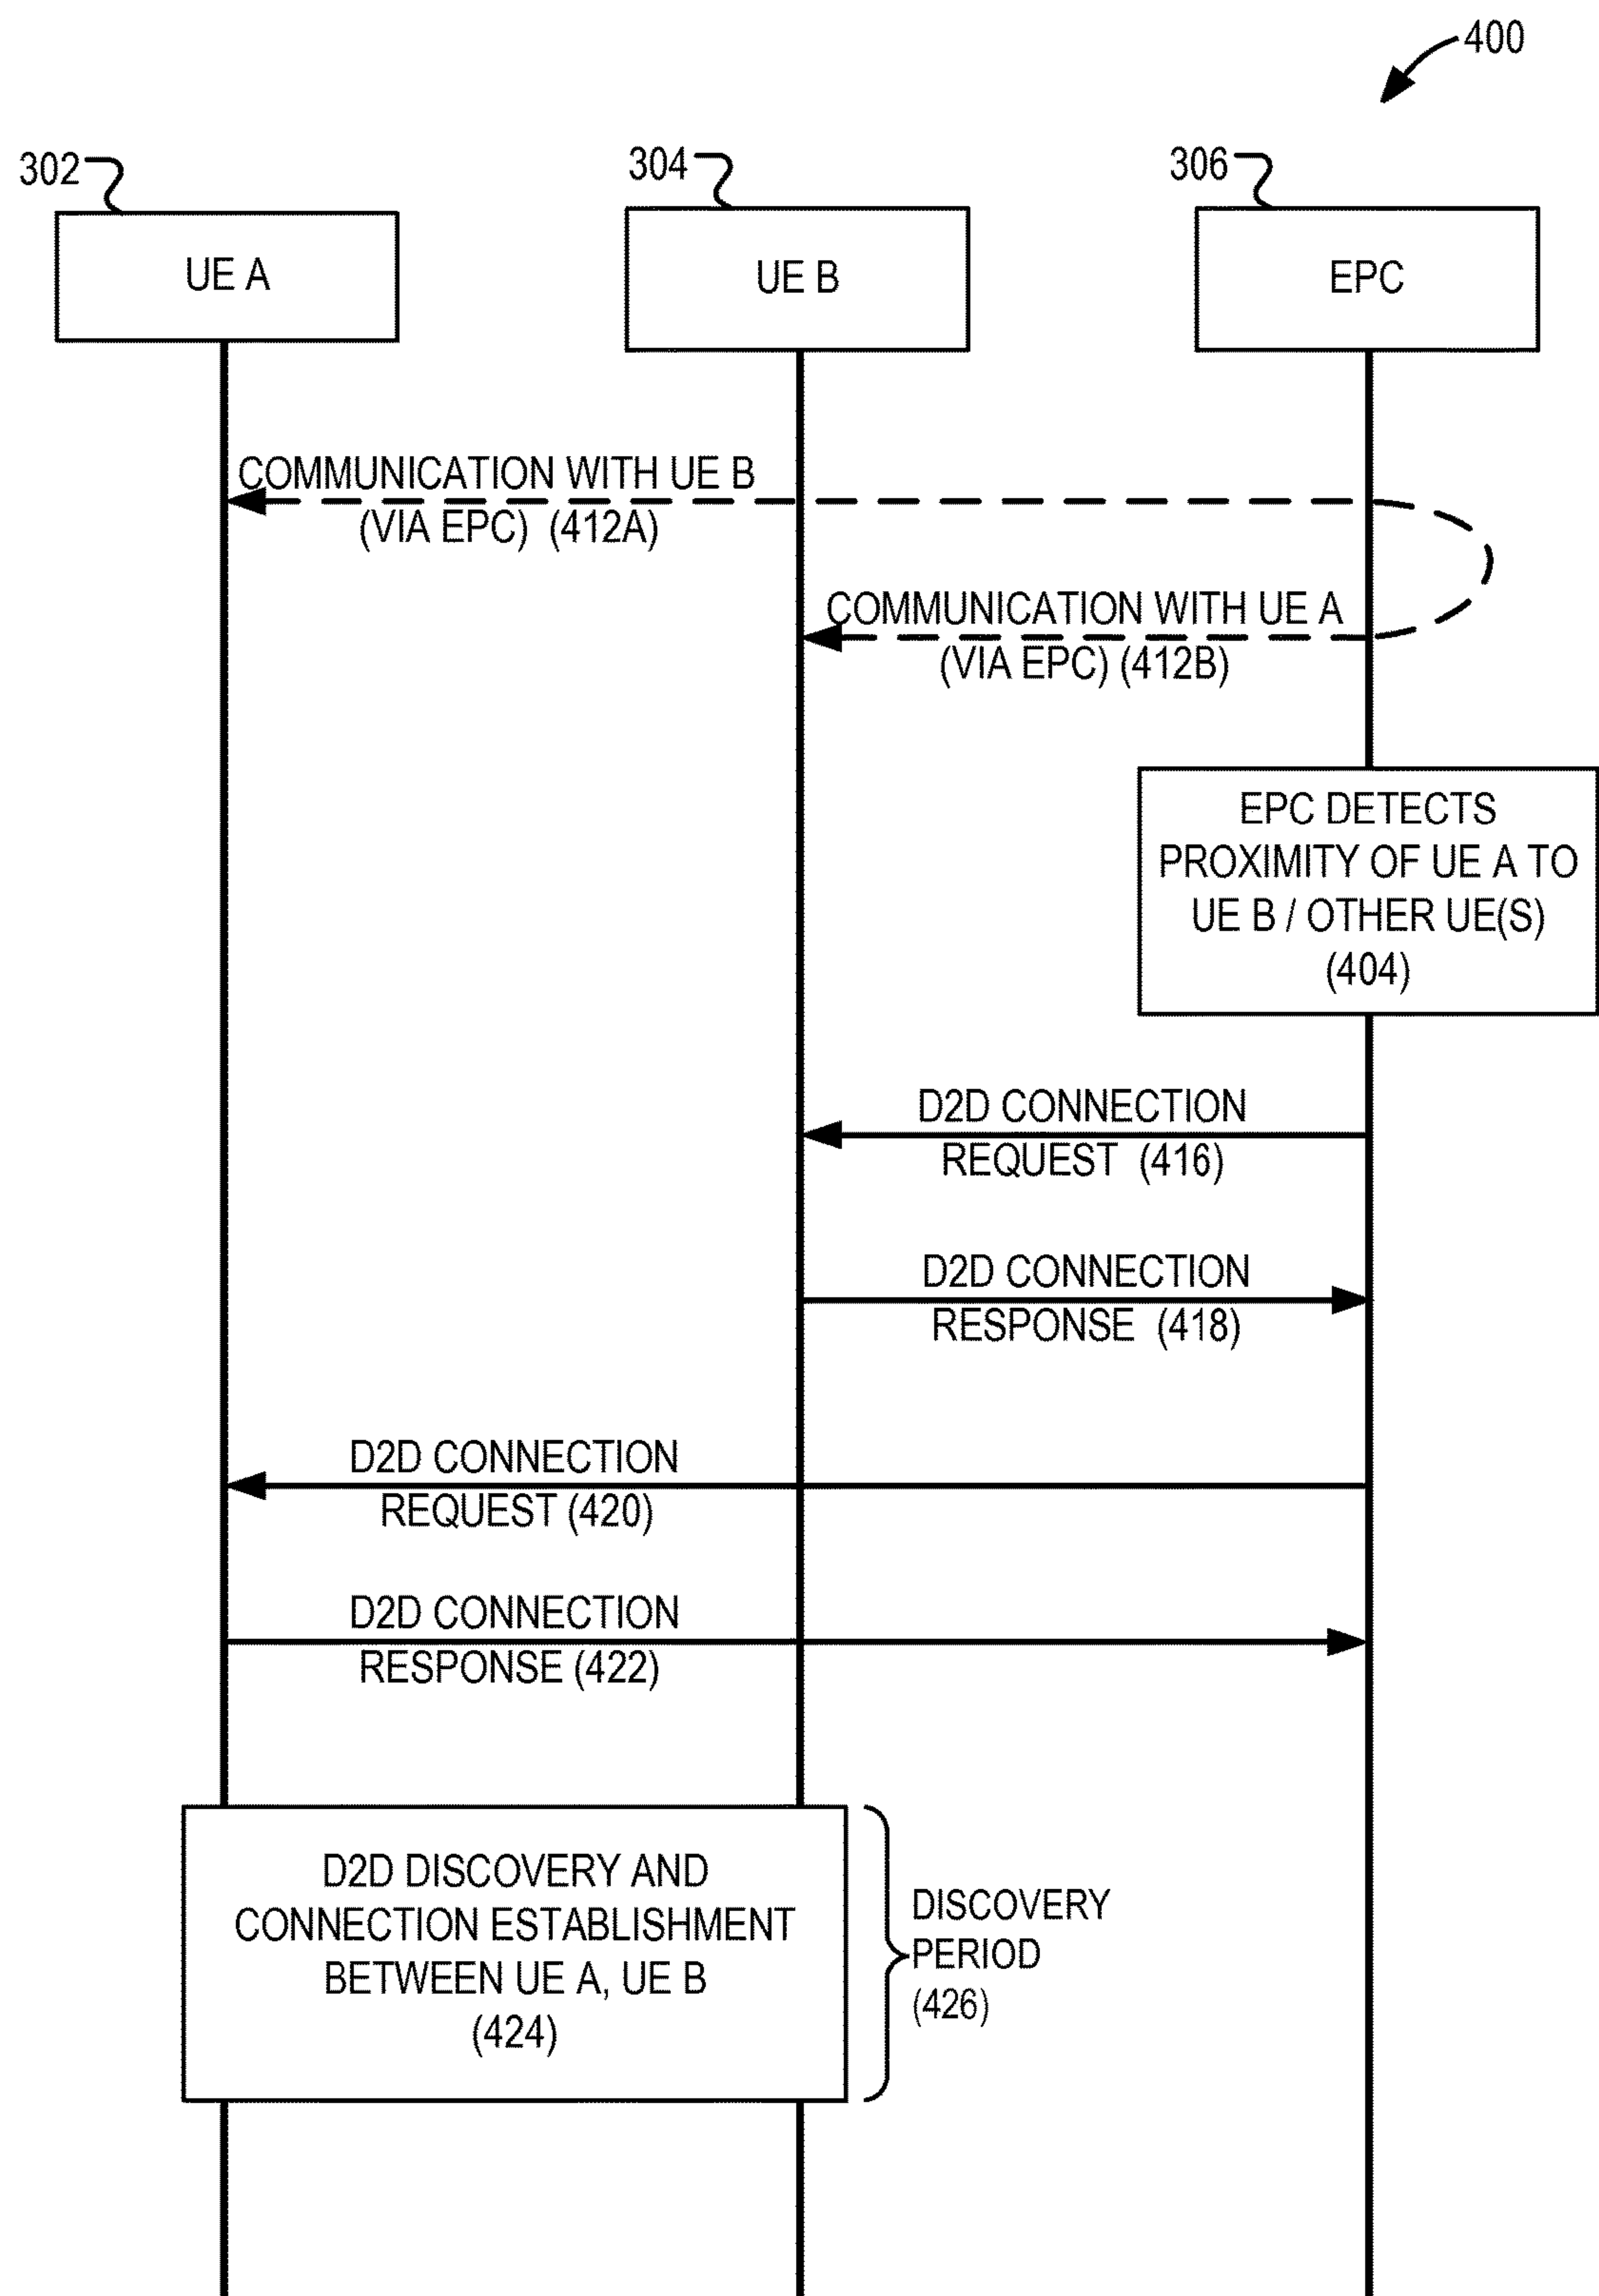 400
302
304
306
UE A
UE B
EPC
COMMUNICATION WITH UE B
(VIA EPC) (412A)
COMMUNICATION WITH UE A
(VIA EPC) (412B)
EPC DETECTS
PROXIMITY OF UE A TO
UE B / OTHER UE(S)
(404)
D2D CONNECTION
REQUEST (416)
D2D CONNECTION
RESPONSE (418)
D2D CONNECTION
REQUEST (420)
D2D CONNECTION
RESPONSE (422)
D2D DISCOVERY AND
CONNECTION ESTABLISHMENT
BETWEEN UE A, UE B
(424)
DISCOVERY
PERIOD
(426)